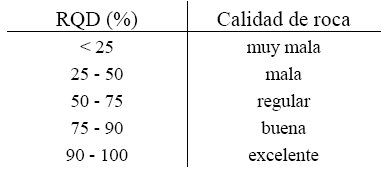 RQD (%) Calidad de roca
< 25 muy mala
25 - 50 mala
50 - 75 regular
75 - 90 buena
90 - 100 excelente